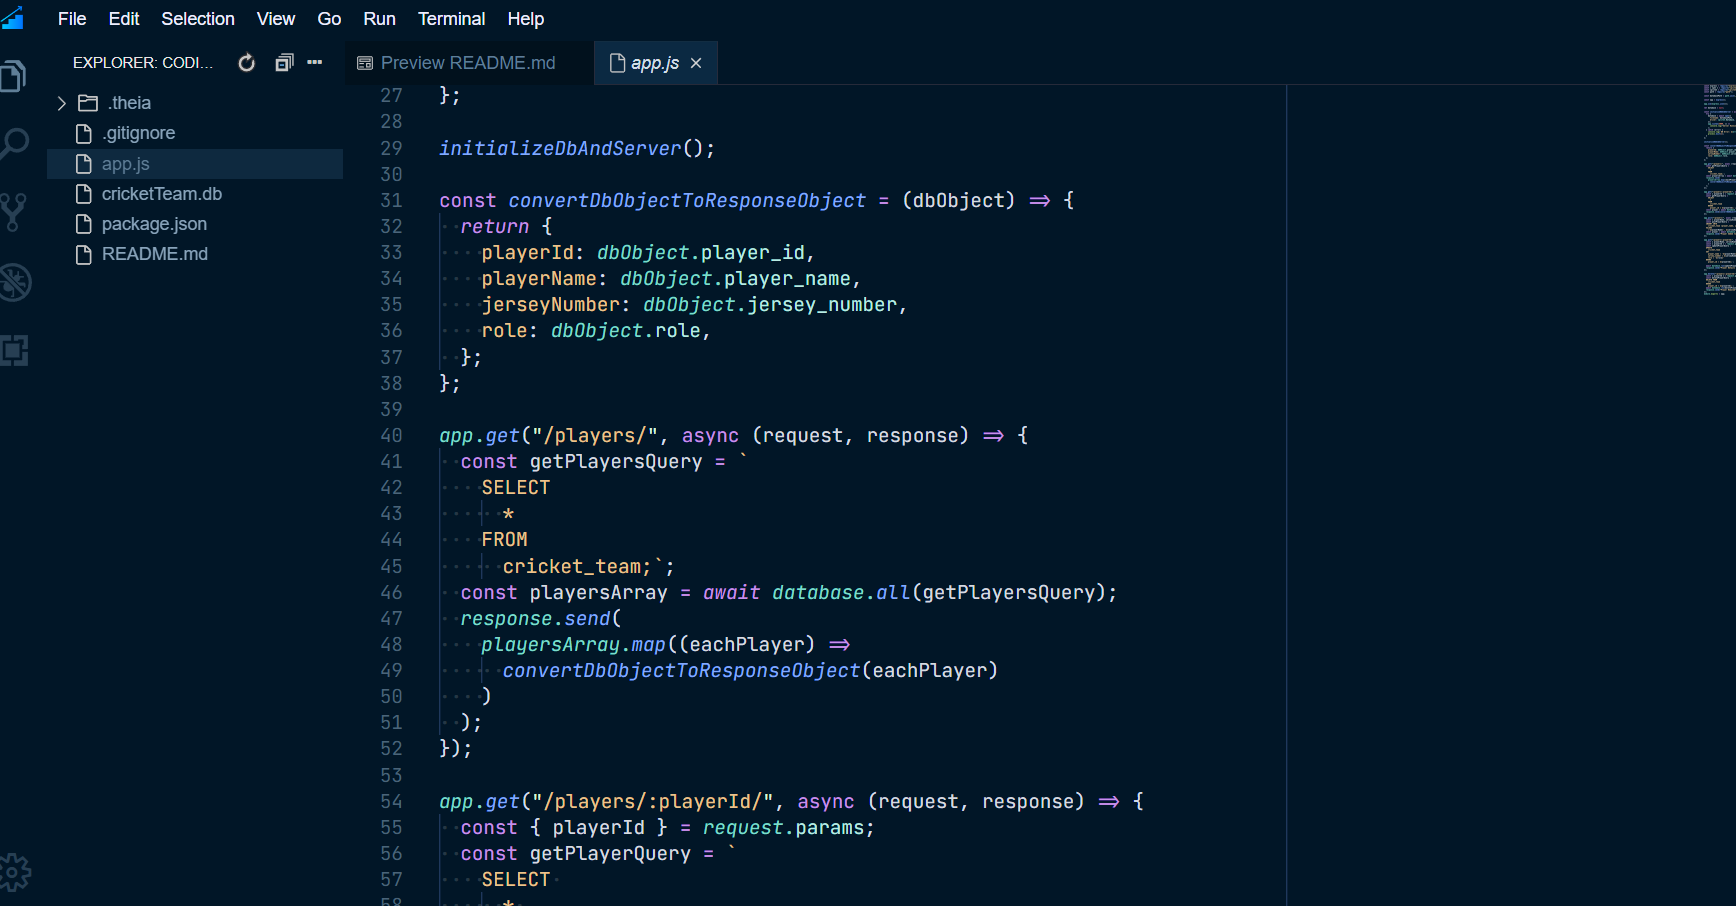 File Edit Selection View Go Run Terminal Help
EXPLORER: CODI...
Preview README.md
app.js
.theia
.gitignore
app.js
cricketTeam.db
package.json
README.md
27 };
28
29 initializeDbAndServer();
30
31 const convertDbObjectToResponseObject = (dbObject) => {
32   return {
33     playerId: dbObject.player_id,
34     playerName: dbObject.player_name,
35     jerseyNumber: dbObject.jersey_number,
36     role: dbObject.role,
37   };
38 };
39
40 app.get("/players/", async (request, response) => {
41   const getPlayersQuery = `
42     SELECT
43       *
44     FROM
45       cricket_team;`;
46   const playersArray = await database.all(getPlayersQuery);
47   response.send(
48     playersArray.map((eachPlayer) =>
49       convertDbObjectToResponseObject(eachPlayer)
50     )
51   );
52 });
53
54 app.get("/players/:playerId/", async (request, response) => {
55   const { playerId } = request.params;
56   const getPlayerQuery = `
57     SELECT
58       *